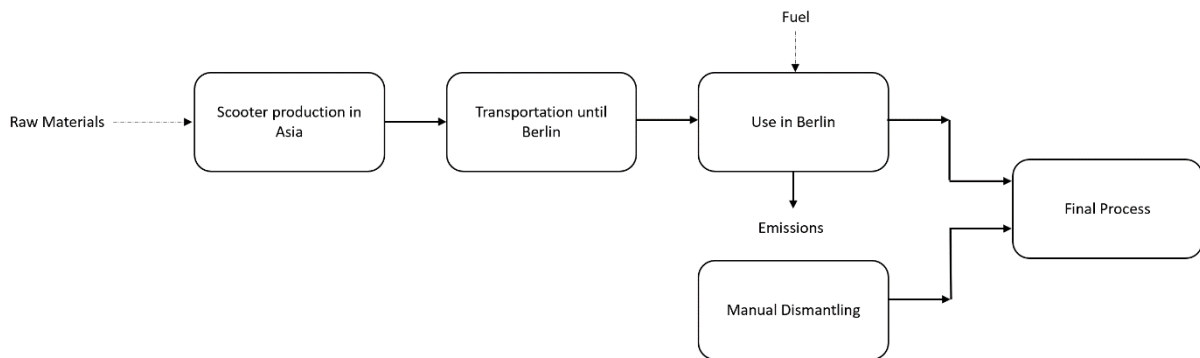 Fuel
Raw Materials
Scooter production in
Asia
Transportation until
Berlin
Use in Berlin
Final Process
Emissions
Manual Dismantling